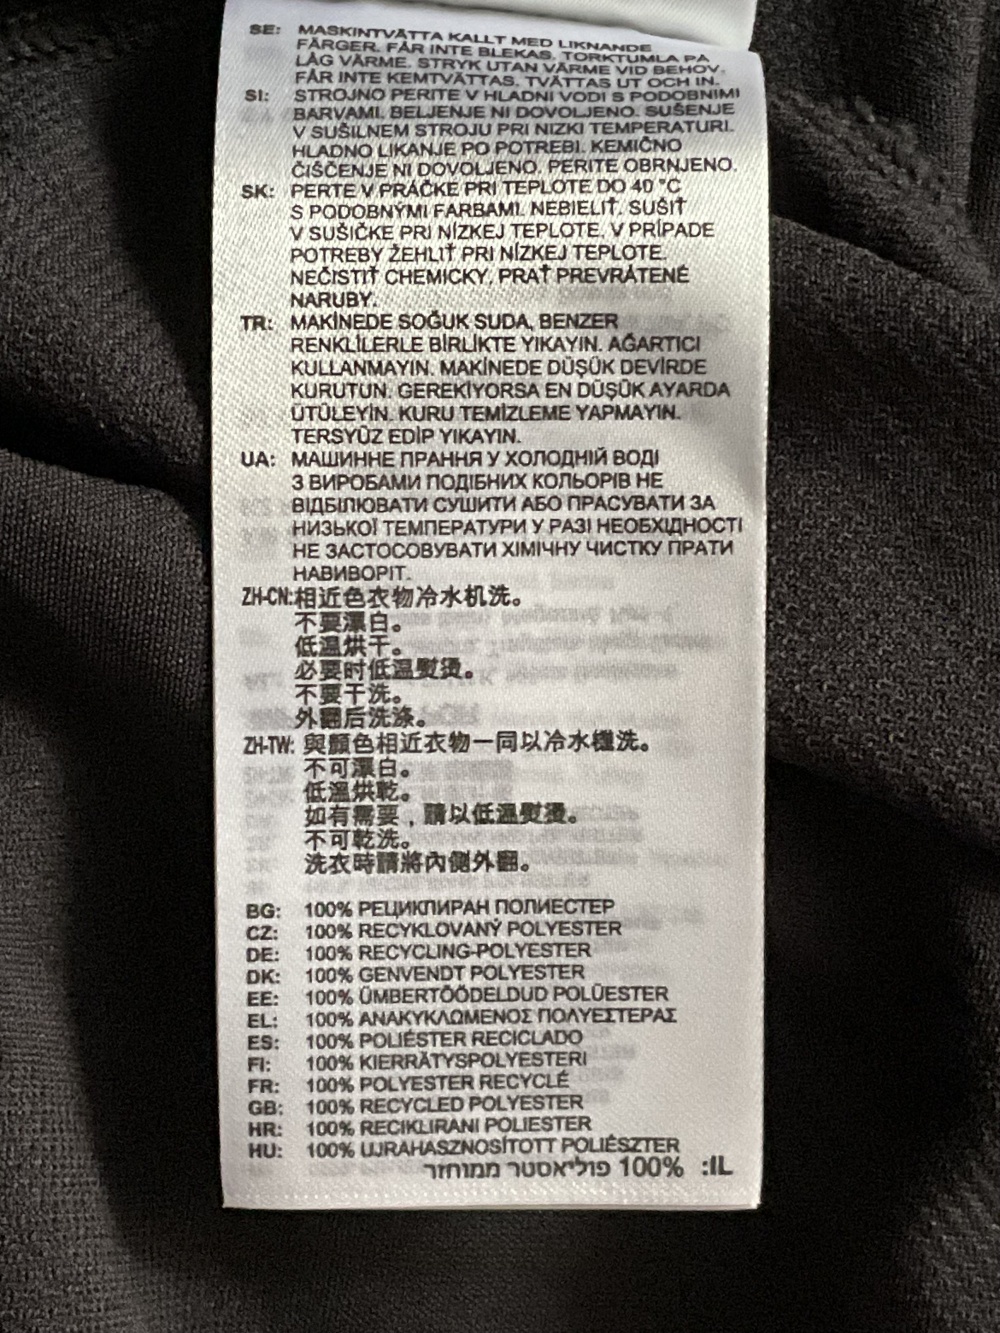 SE: MASKINTVÄTTA KALLT MED LIKNANDE
FÄRGER. FÅR INTE BLEKAS. TORKTUMLA PÅ
LÅG VÄRME. STRYK UTAN VÄRME VID BEHOV.
FÅR INTE KEMTVÄTTAS. TVÄTTAS UT OCH IN.
SI: STROJNO PERITE V HLADNI VODI S PODOBNIMI
BARVAMI. BELJENJE NI DOVOLJENO. SUŠENJE
V SUŠILNEM STROJU PRI NIZKI TEMPERATURI.
HLADNO LIKANJE PO POTREBI. KEMIČNO
ČIŠČENJE NI DOVOLJENO. PERITE OBRNJENO.
SK: PERTE V PRÁČKE PRI TEPLOTE DO 40 °C
S PODOBNÝMI FARBAMI. NEBIELIŤ. SUŠIŤ
V SUŠIČKE PRI NÍZKEJ TEPLOTE. V PRÍPADE
POTREBY ŽEHLIŤ PRI NÍZKEJ TEPLOTE.
NEČISTIŤ CHEMICKY. PRAŤ PREVRÁTENÉ
NARUBY.
TR: MAKİNEDE SOĞUK SUDA, BENZER
RENKLİLERLE BİRLİKTE YIKAYIN. AĞARTICI
KULLANMAYIN. MAKİNEDE DÜŞÜK DEVİRDE
KURUTUN. GEREKİYORSA EN DÜŞÜK AYARDA
ÜTÜLEYİN. KURU TEMİZLEME YAPMAYIN.
TERSYÜZ EDİP YIKAYIN.
UA: МАШИННЕ ПРАННЯ У ХОЛОДНІЙ ВОДІ
З ВИРОБАМИ ПОДІБНИХ КОЛЬОРІВ НЕ
ВІДБІЛЮВАТИ СУШИТИ АБО ПРАСУВАТИ ЗА
НИЗЬКОЇ ТЕМПЕРАТУРИ У РАЗІ НЕОБХІДНОСТІ
НЕ ЗАСТОСОВУВАТИ ХІМІЧНУ ЧИСТКУ ПРАТИ
НАВИВОРІТ.
ZH-CN:相近色衣物冷水机洗。
不要漂白。
低温烘干。
必要时低温熨烫。
不要干洗。
外翻后洗涤。
ZH-TW: 與顏色相近衣物一同以冷水機洗。
不可漂白。
低溫烘乾。
如有需要，請以低溫熨燙。
不可乾洗。
洗衣時請將內側外翻。
BG: 100% РЕЦИКЛИРАН ПОЛИЕСТЕР
CZ: 100% RECYKLOVANÝ POLYESTER
DE: 100% RECYCLING-POLYESTER
DK: 100% GENVENDT POLYESTER
EE: 100% ÜMBERTÖÖDELDUD POLÜESTER
EL: 100% ΑΝΑΚΥΚΛΩΜΕΝΟΣ ΠΟΛΥΕΣΤΕΡΑΣ
ES: 100% POLIÉSTER RECICLADO
FI: 100% KIERRÄTYSPOLYESTERI
FR: 100% POLYESTER RECYCLÉ
GB: 100% RECYCLED POLYESTER
HR: 100% RECIKLIRANI POLIESTER
HU: 100% ÚJRAHASZNOSÍTOTT POLIÉSZTER
IL: 100% פוליאסטר ממוחזר